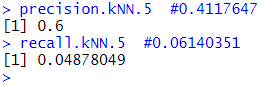 > precision.kNN.5  #0.4117647
[1] 0.6
> recall.kNN.5  #0.06140351
[1] 0.04878049
>